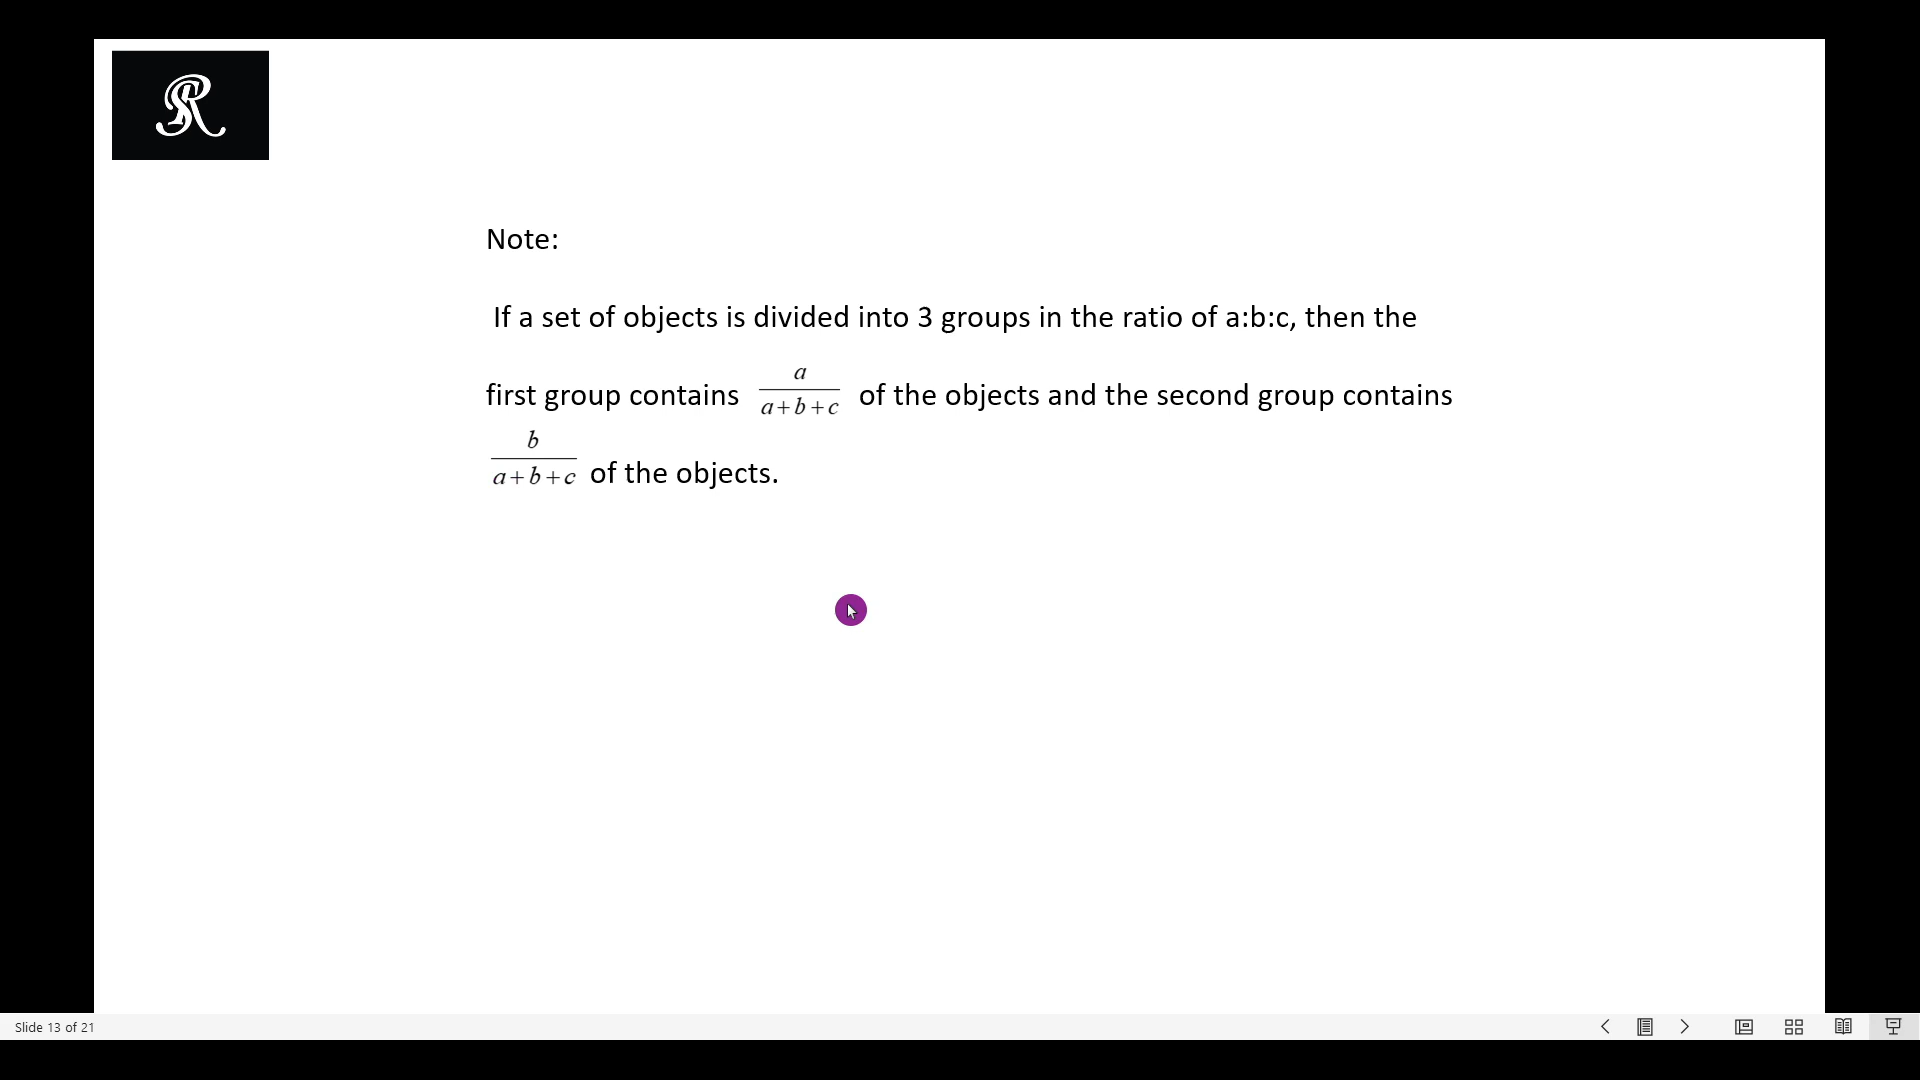 SR
Note:
If a set of objects is divided into 3 groups in the ratio of a:b:c, then the
first group contains a/(a+b+c) of the objects and the second group contains
b/(a+b+c) of the objects.
Slide 13 of 21